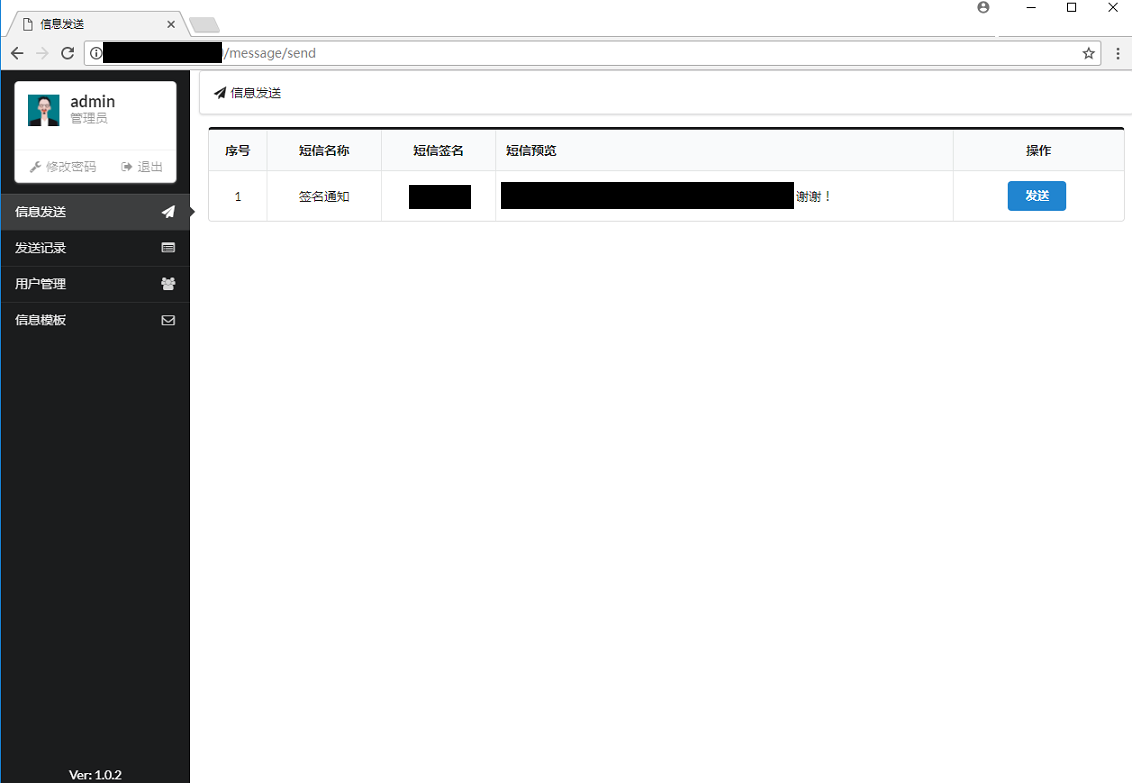 信息发送
/message/send
admin
管理员
修改密码 退出
信息发送
发送记录
用户管理
信息模板
Ver: 1.0.2
信息发送
序号 短信名称 短信签名 短信预览 操作
1 签名通知 谢谢！ 发送